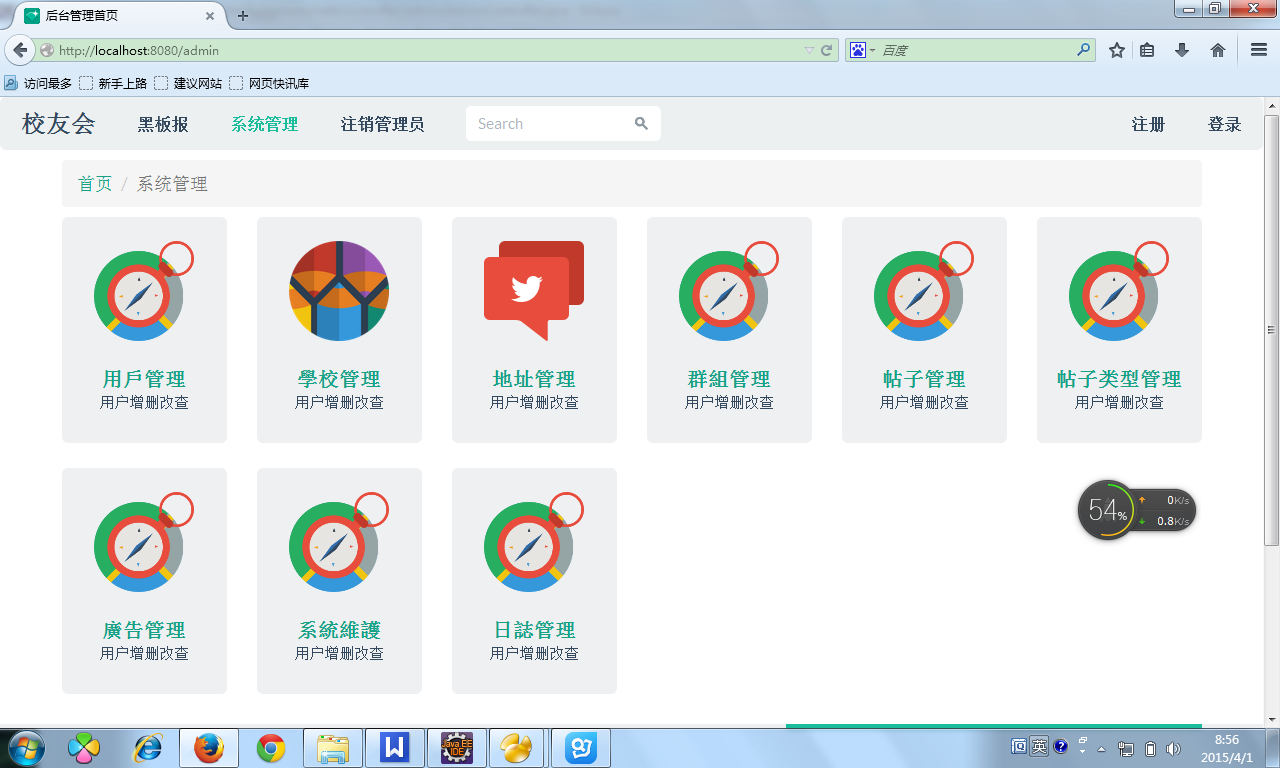 后台管理首页
http://localhost:8080/admin
百度
访问最多 新手上路 建议网站 网页快讯库
校友会 黑板报 系统管理 注销管理员 Search 注册 登录
首页 / 系统管理
用戶管理 學校管理 地址管理 群組管理 帖子管理 帖子类型管理
用户增删改查 用户增删改查 用户增删改查 用户增删改查 用户增删改查 用户增删改查
54% 0K/s
0.8K/s
廣告管理 系統維護 日誌管理
用户增删改查 用户增删改查 用户增删改查
W Java EE IDE 英 8:56
2015/4/1